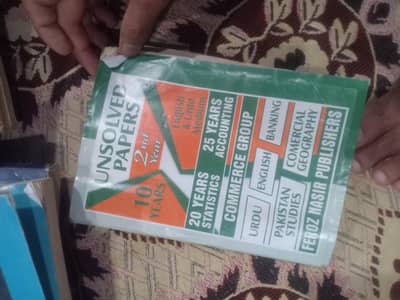 UNSOLVED
PAPERS
10
YEARS
2nd
Year
English
& Urdu
Medium
20 YEARS
STATISTICS
25 YEARS
ACCOUNTING
COMMERCE GROUP
URDU
ENGLISH
BANKING
PAKISTAN
STUDIES
COMERCIAL
GEOGRAPHY
FEROZ NASIR PUBLISHERS